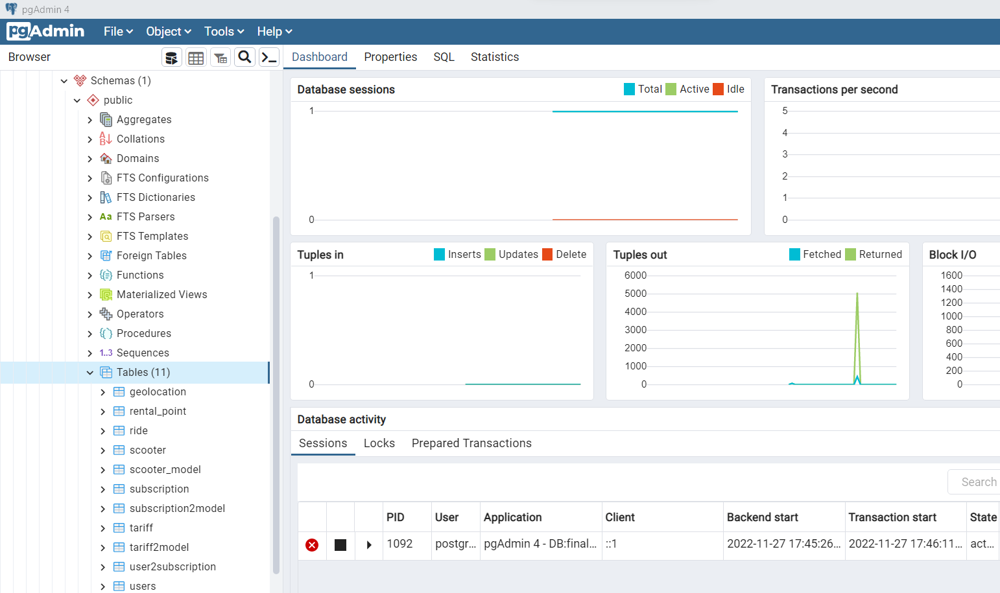 pgAdmin 4
pgAdmin File Object Tools Help
Browser
Dashboard Properties SQL Statistics
Schemas (1)
public
Aggregates
Collations
Domains
FTS Configurations
FTS Dictionaries
Aa FTS Parsers
FTS Templates
Foreign Tables
Functions
Materialized Views
Operators
Procedures
1..3 Sequences
Tables (11)
geolocation
rental_point
ride
scooter
scooter_model
subscription
subscription2model
tariff
tariff2model
user2subscription
users
Database sessions
Total Active Idle
1
0
Transactions per second
5
4
3
2
1
0
Tuples in
Inserts Updates Delete
1
0
Tuples out
Fetched Returned
6000
5000
4000
3000
2000
1000
0
Block I/O
1600
1400
1200
1000
800
600
400
200
0
Database activity
Sessions Locks Prepared Transactions
Search
PID User Application Client Backend start Transaction start State
1092 postgr... pgAdmin 4 - DB:final... ::1 2022-11-27 17:45:26... 2022-11-27 17:46:11... act...